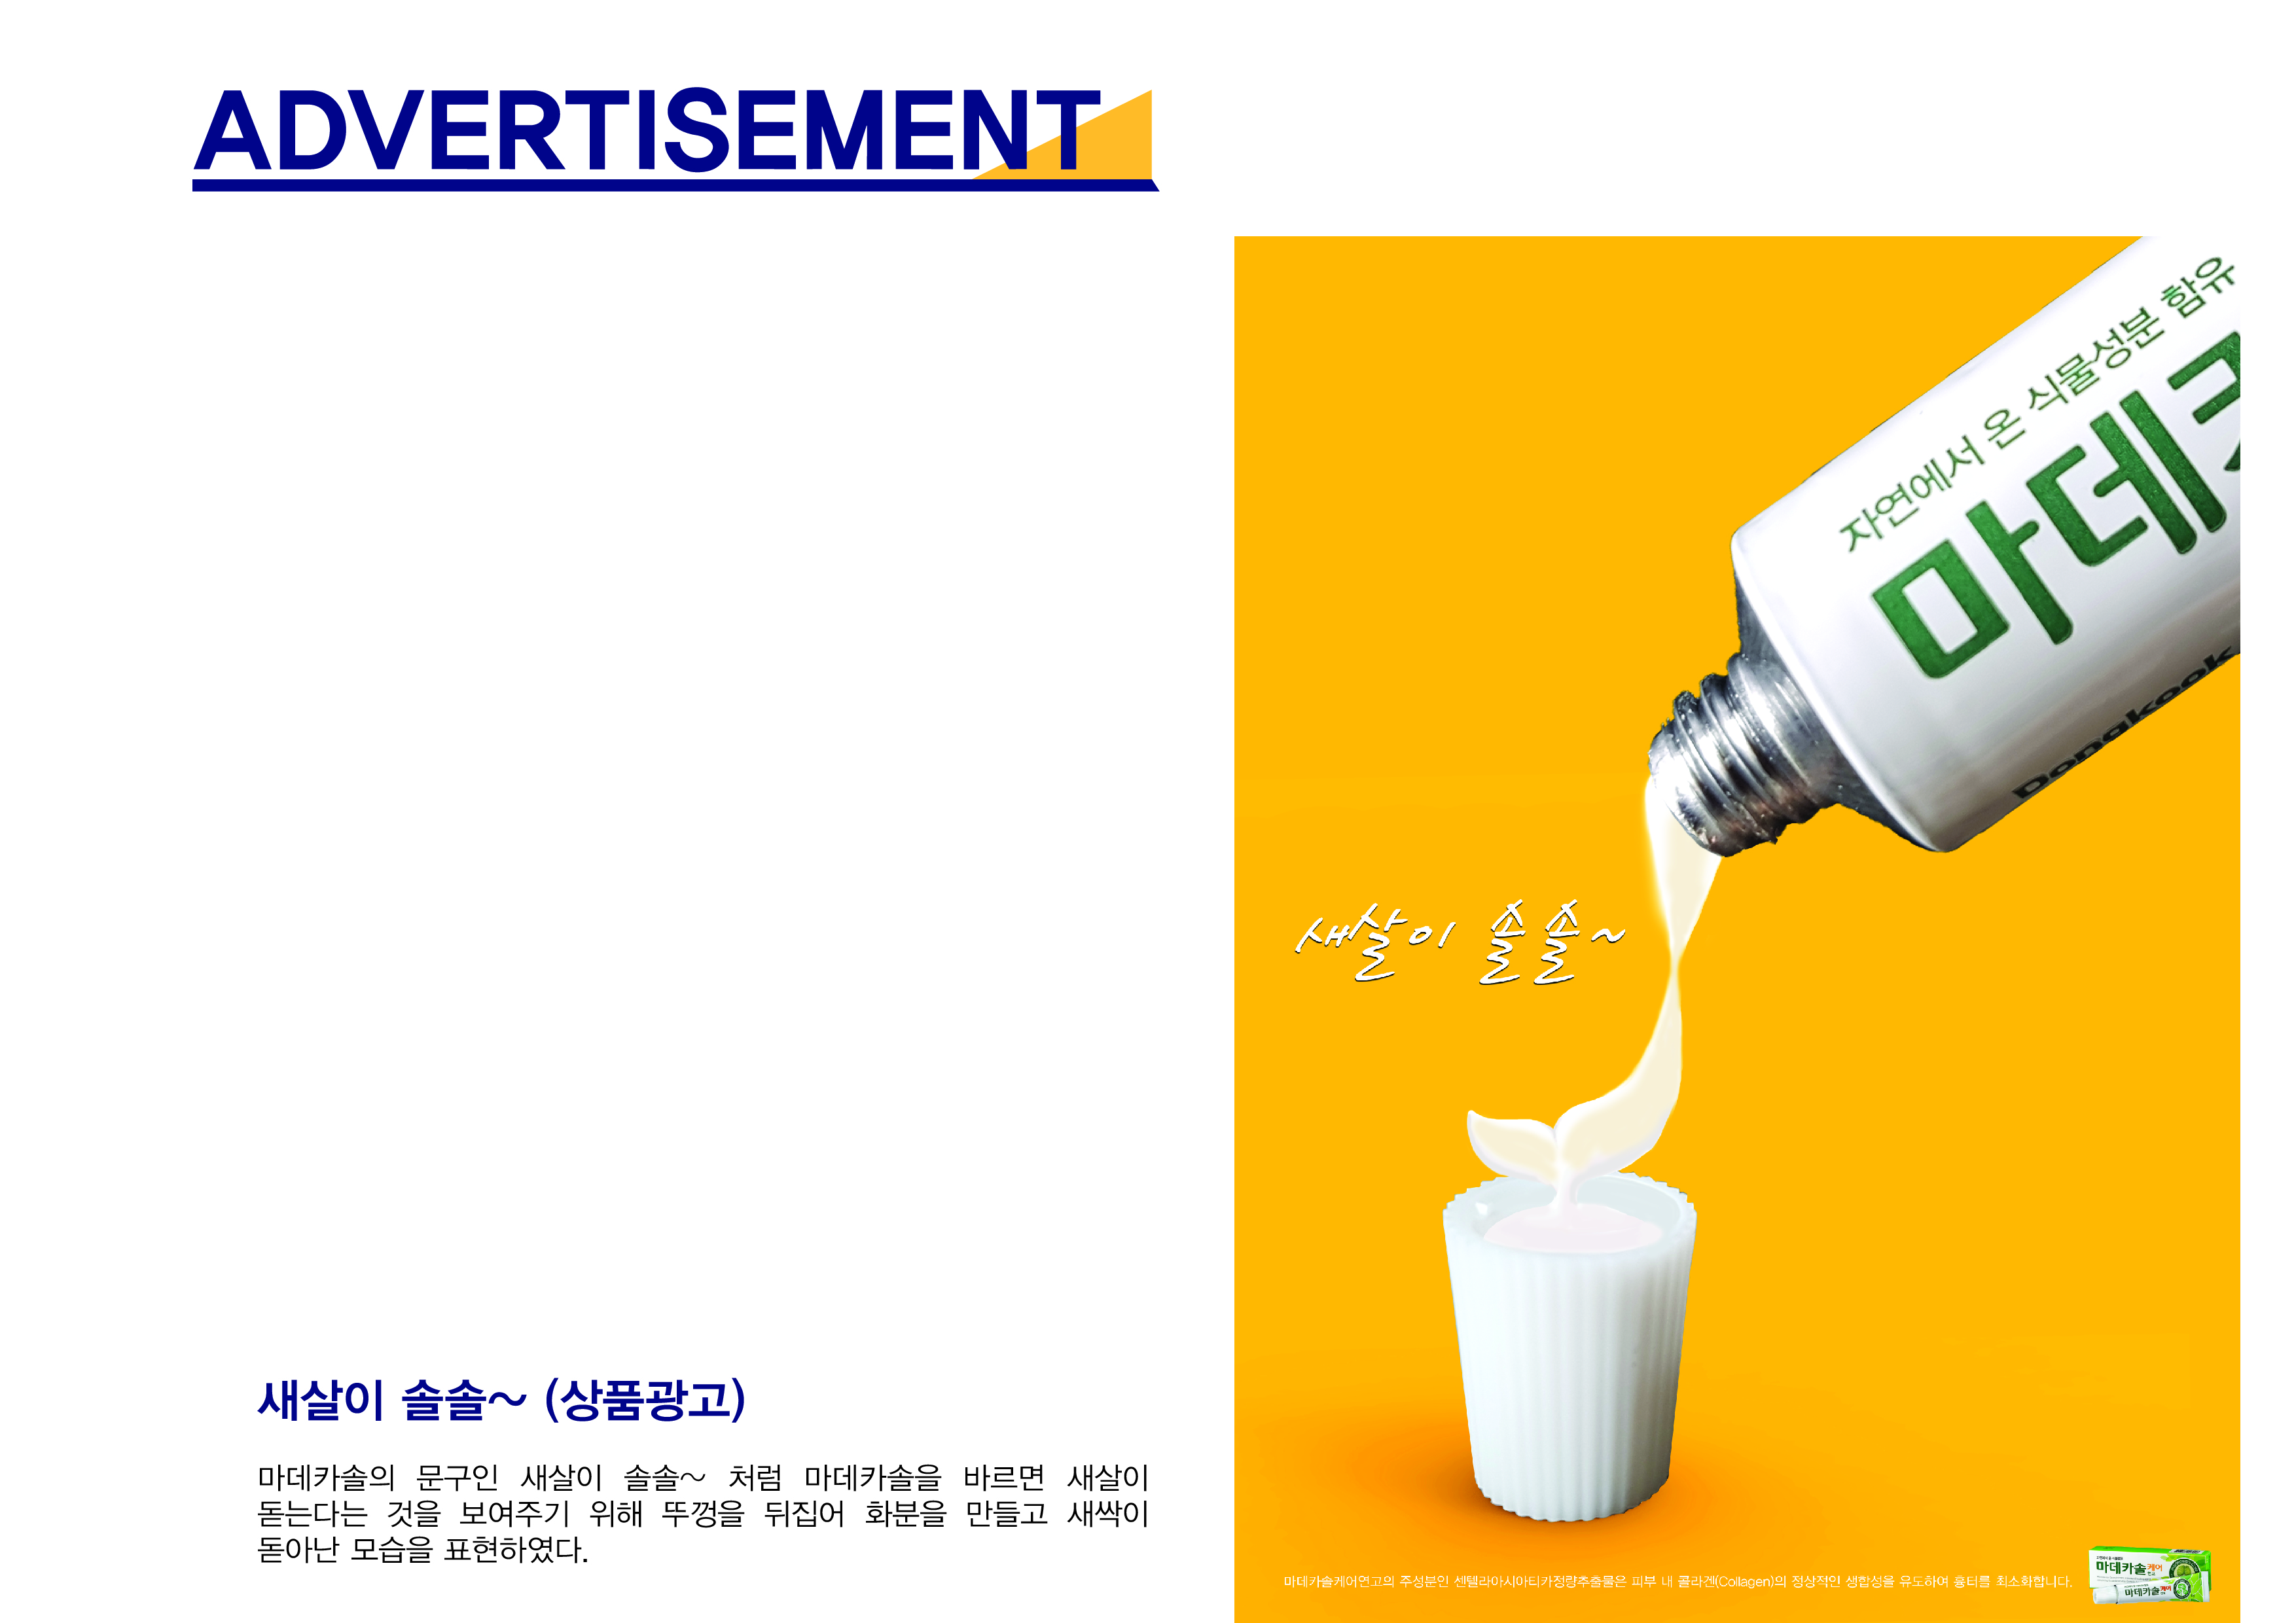 ADVERTISEMENT
자연에서 온 식물성분 함유
마데카
Dongkook
새살이 솔솔~
새살이 솔솔~ (상품광고)
마데카솔의 문구인 새살이 솔솔~ 처럼 마데카솔을 바르면 새살이
돋는다는 것을 보여주기 위해 뚜껑을 뒤집어 화분을 만들고 새싹이
돋아난 모습을 표현하였다.
마데카솔케어연고의 주성분인 센텔라아시아티카정량추출물은 피부 내 콜라겐(Collagen)의 정상적인 생합성을 유도하여 흉터를 최소화합니다.
마데카솔케어
마데카솔케어